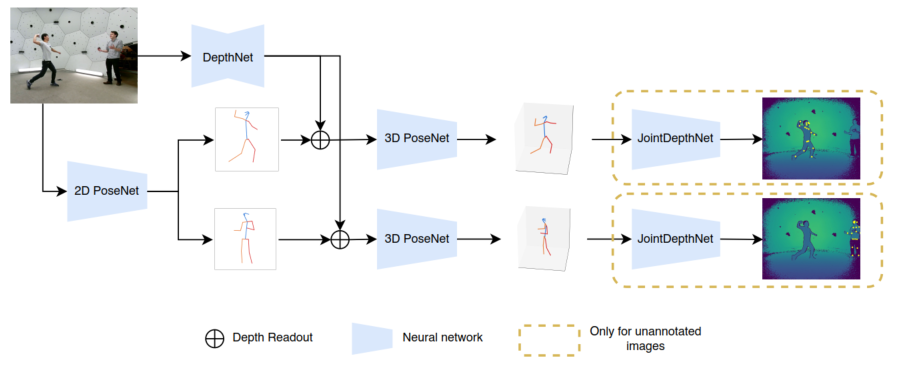 DepthNet
3D PoseNet
JointDepthNet
2D PoseNet
3D PoseNet
JointDepthNet
Depth Readout
Neural network
Only for unannotated
images